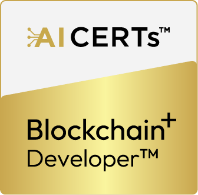 AI CERTs™
Blockchain+
Developer™